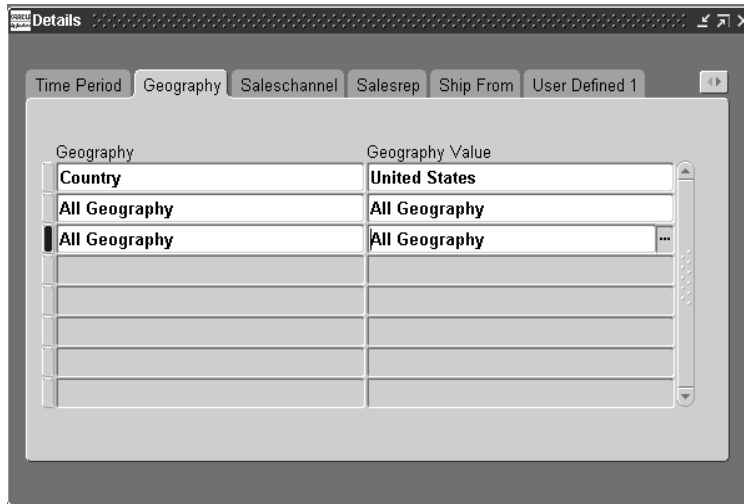 Details
Time Period Geography Saleschannel Salesrep Ship From User Defined 1
Geography Geography Value
Country United States
All Geography All Geography
All Geography All Geography